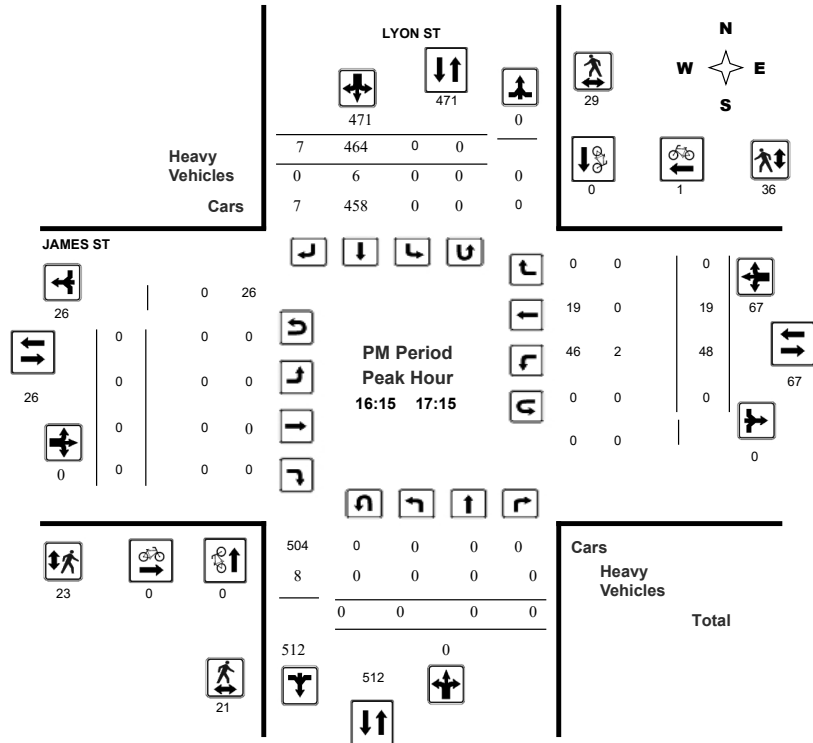 LYON ST
N
W E
S
471
471
0
29
7 464 0 0
Heavy
Vehicles
0 6 0 0 0
0 1 36
Cars
7 458 0 0 0
JAMES ST
0 0 0
26
0 26
19 0 19
67
0 0 0
PM Period
Peak Hour
16:15 17:15
46 2 48
67
26
0 0 0
0 0 0
0 0 0
0
0 0 0
0 0
0
504 0 0 0 0
Cars
8 0 0 0 0
Heavy
Vehicles
23 0 0
0 0 0 0
Total
512 0
512
21